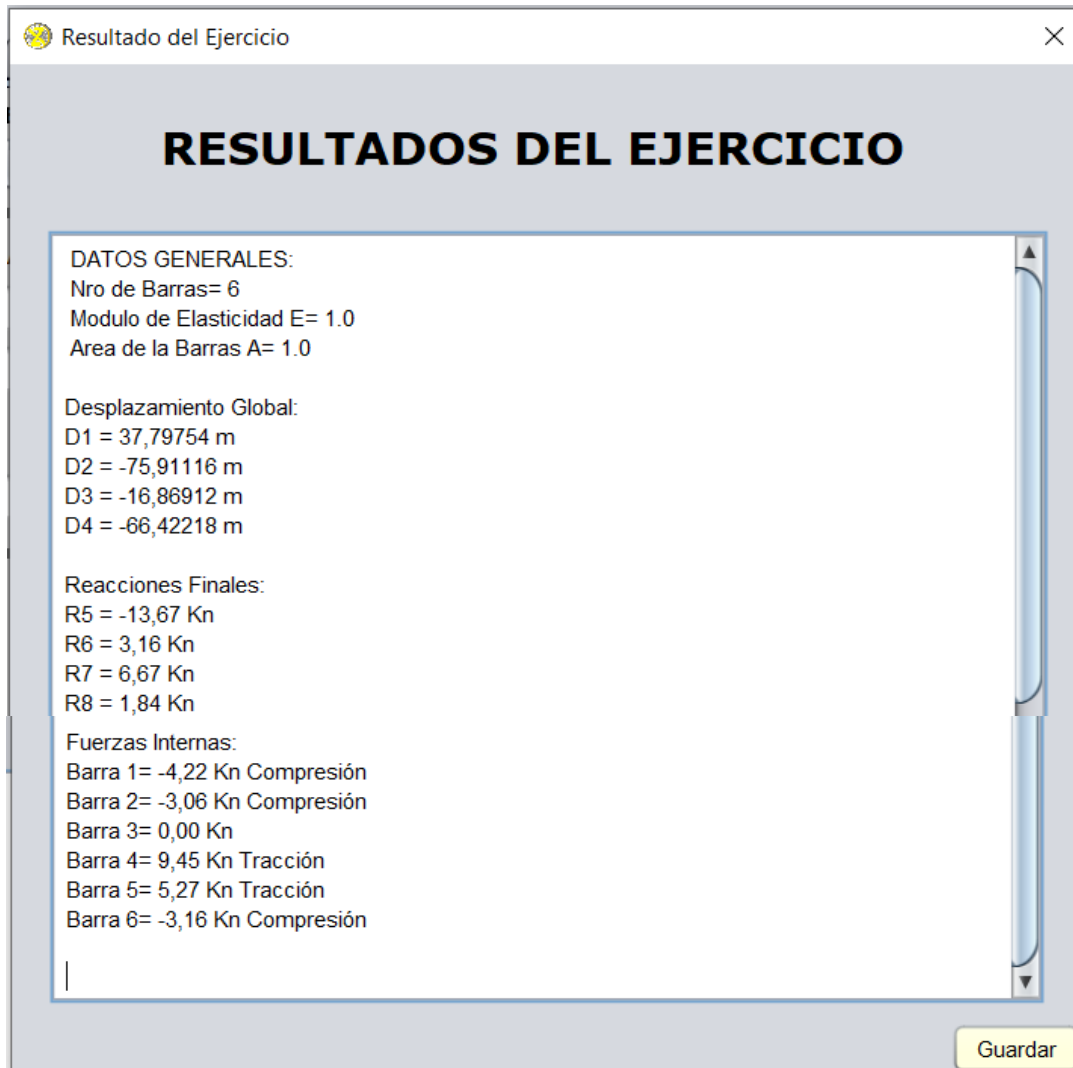 Resultado del Ejercicio
RESULTADOS DEL EJERCICIO
DATOS GENERALES:
Nro de Barras= 6
Modulo de Elasticidad E= 1.0
Area de la Barras A= 1.0
Desplazamiento Global:
D1 = 37,79754 m
D2 = -75,91116 m
D3 = -16,86912 m
D4 = -66,42218 m
Reacciones Finales:
R5 = -13,67 Kn
R6 = 3,16 Kn
R7 = 6,67 Kn
R8 = 1,84 Kn
Fuerzas Internas:
Barra 1= -4,22 Kn Compresión
Barra 2= -3,06 Kn Compresión
Barra 3= 0,00 Kn
Barra 4= 9,45 Kn Tracción
Barra 5= 5,27 Kn Tracción
Barra 6= -3,16 Kn Compresión
Guardar